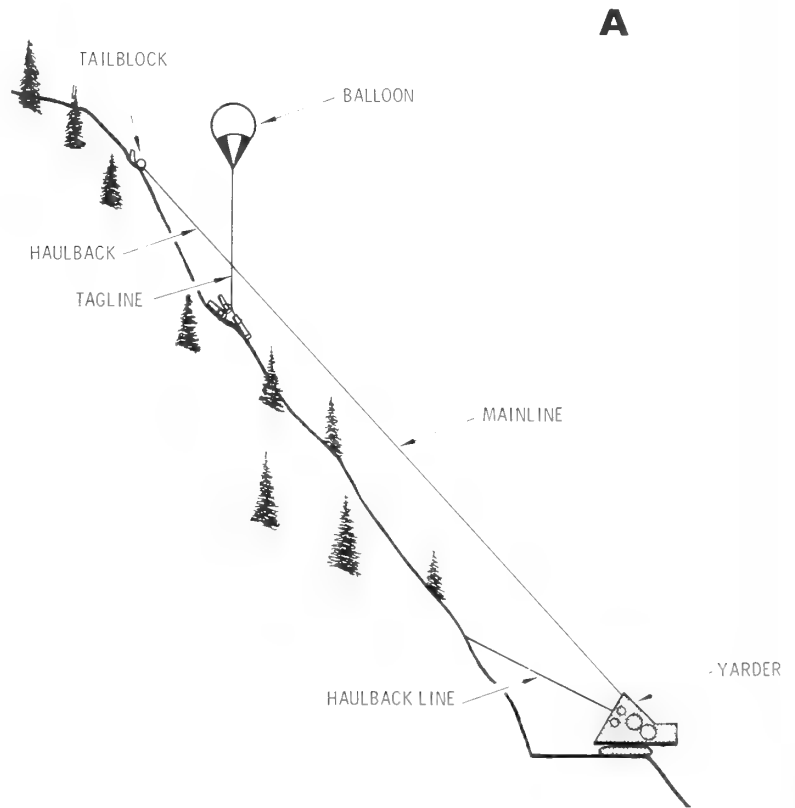 A
TAILBLOCK
BALLOON
HAULBACK
TAGLINE
MAINLINE
YARDER
HAULBACK LINE